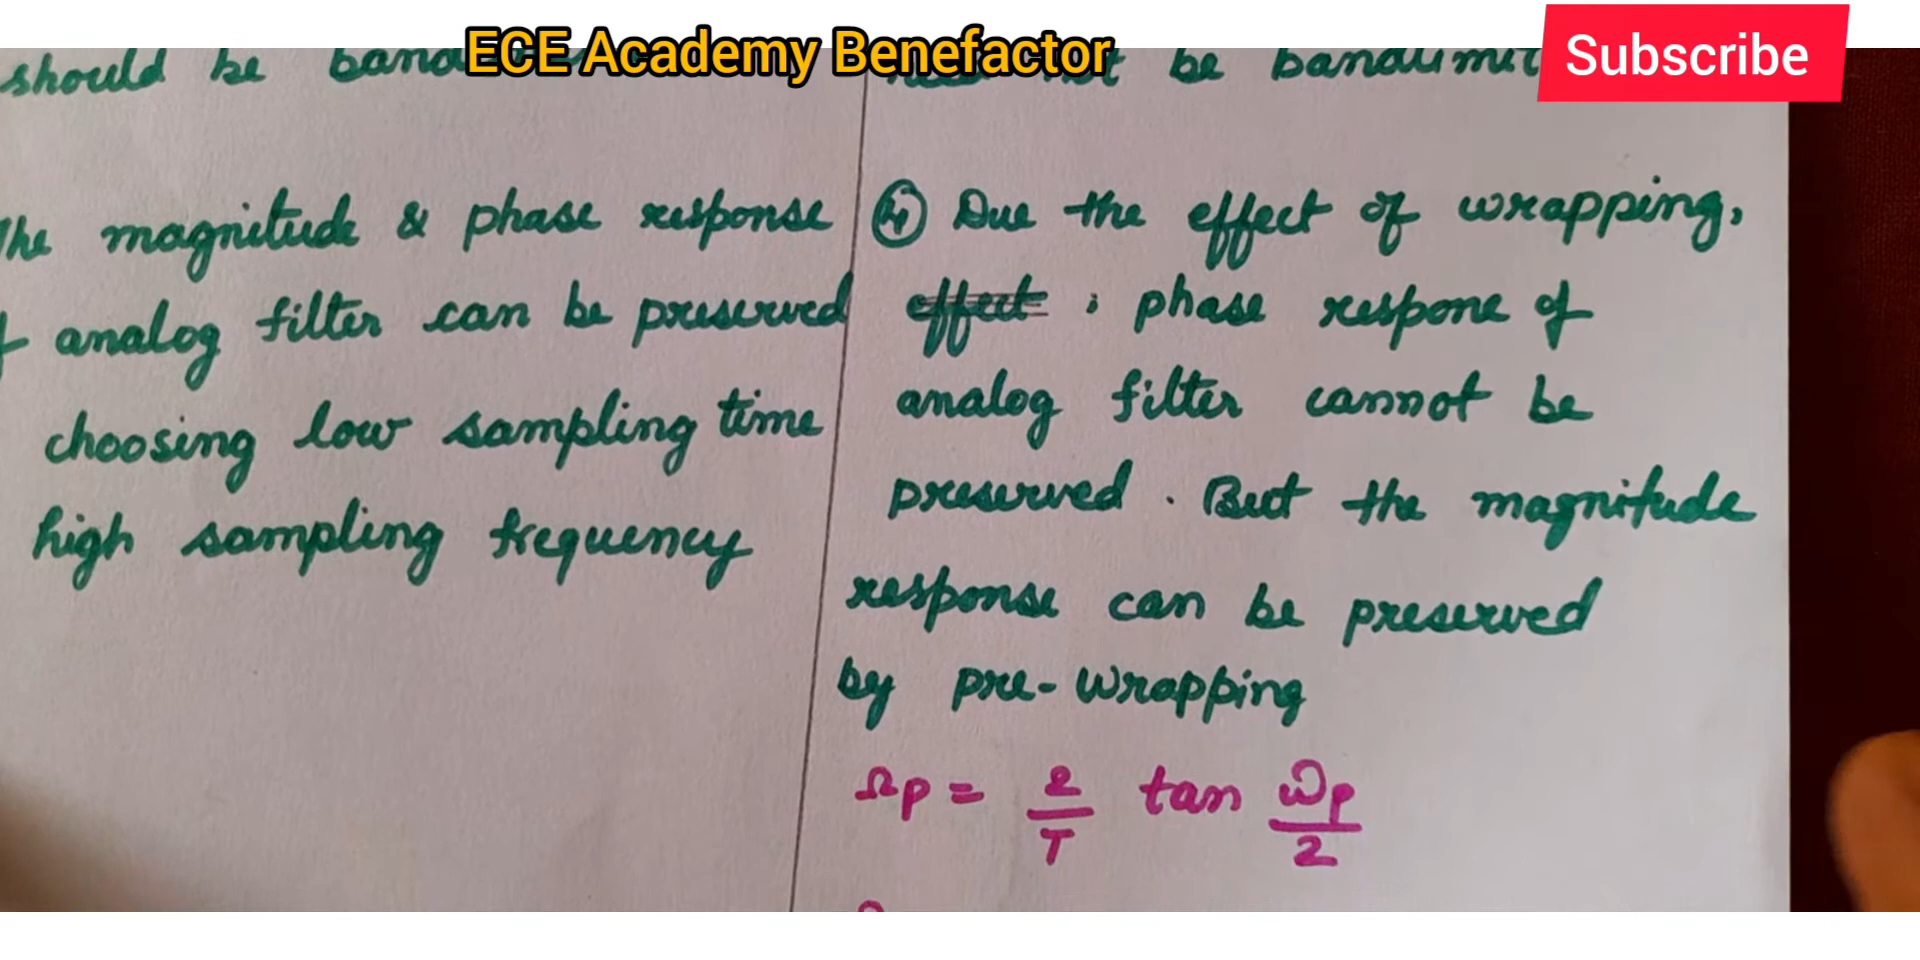 ECE Academy Benefactor
Subscribe
should be
not be
The magnitude & phase response
analog filter can be preserved
choosing low sampling time
high sampling frequency
④ Due the effect of wrapping,
effect : phase respone of
analog filter cannot be
preserved. But the magnitude
response can be preserved
by pre-wrapping
Ωp = 2/T tan ωp/2